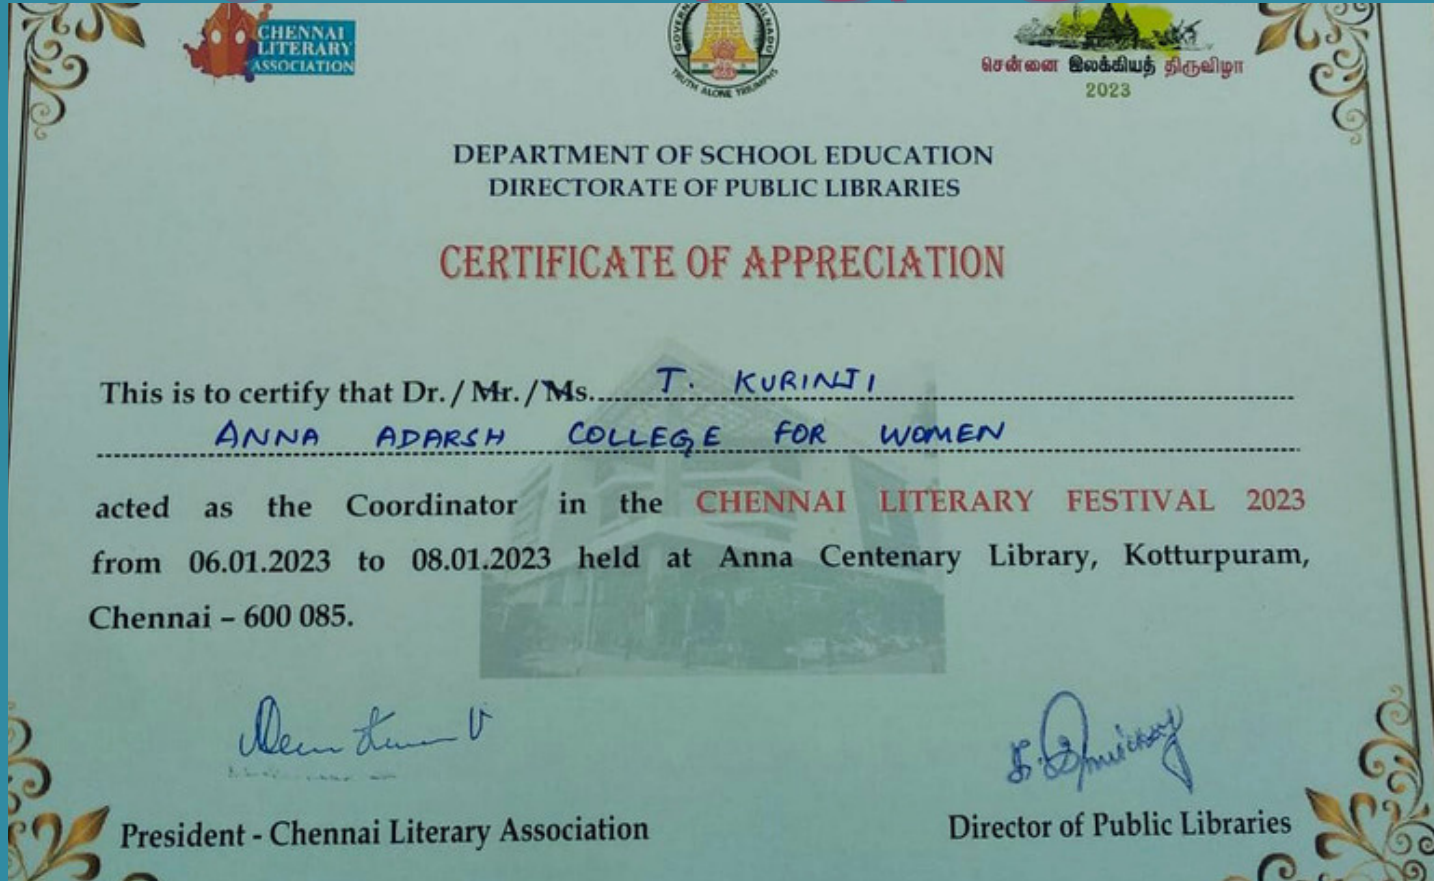 CHENNAI
LITERARY
ASSOCIATION
TRUTH ALONE TRIUMPHS
சென்னை இலக்கியத் திருவிழா
2023
DEPARTMENT OF SCHOOL EDUCATION
DIRECTORATE OF PUBLIC LIBRARIES
CERTIFICATE OF APPRECIATION
This is to certify that Dr. / Mr. / Ms. T. KURINJI
ANNA ADARSH COLLEGE FOR WOMEN
acted as the Coordinator in the CHENNAI LITERARY FESTIVAL 2023
from 06.01.2023 to 08.01.2023 held at Anna Centenary Library, Kotturpuram,
Chennai – 600 085.
President - Chennai Literary Association
Director of Public Libraries